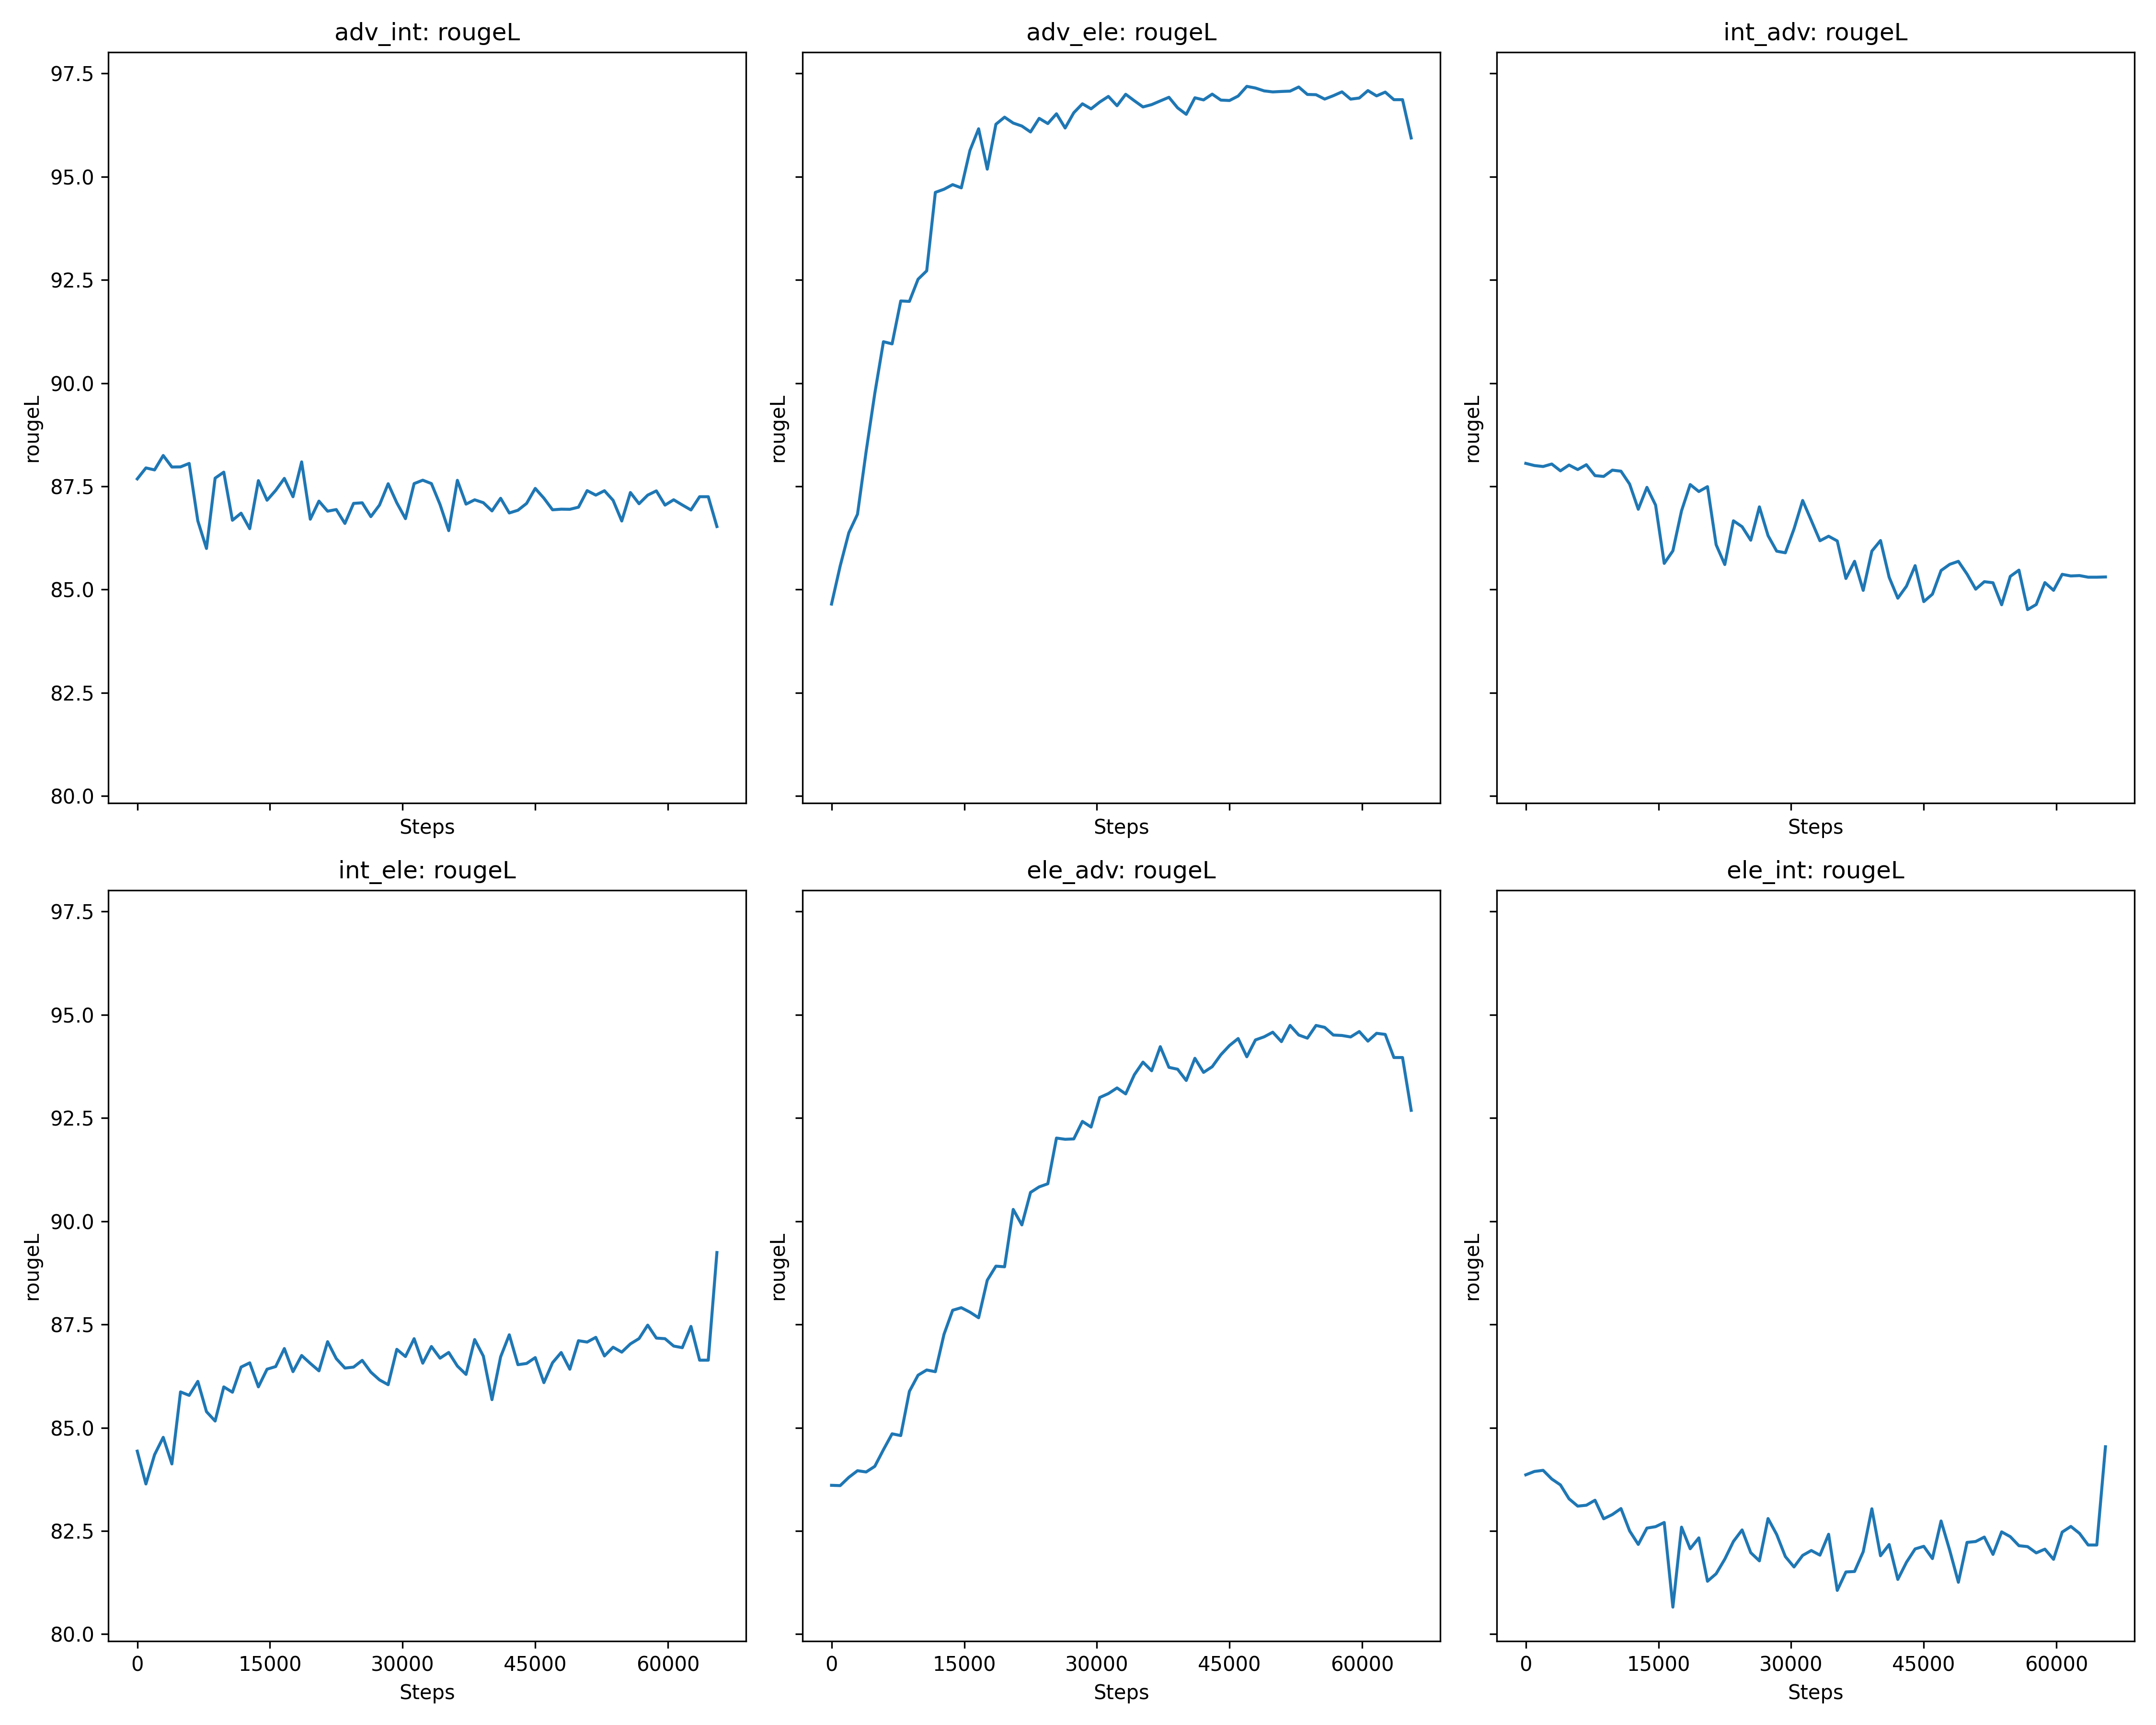 adv_int: rougeL
adv_ele: rougeL
int_adv: rougeL
97.5
95.0
92.5
90.0
87.5
85.0
82.5
80.0
rougeL
rougeL
rougeL
Steps
Steps
Steps
int_ele: rougeL
ele_adv: rougeL
ele_int: rougeL
97.5
95.0
92.5
90.0
87.5
85.0
82.5
80.0
rougeL
rougeL
rougeL
0 15000 30000 45000 60000
0 15000 30000 45000 60000
0 15000 30000 45000 60000
Steps
Steps
Steps